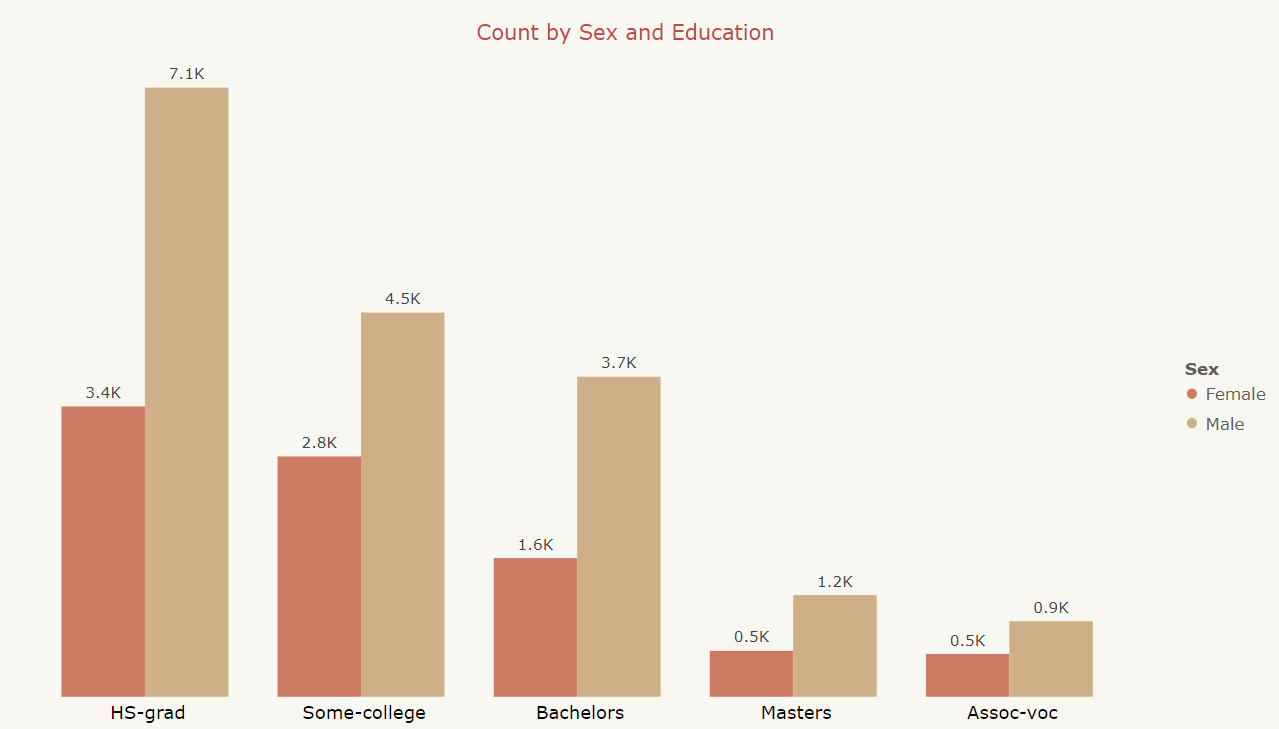 Count by Sex and Education
7.1K
4.5K
3.7K
3.4K
2.8K
1.6K
1.2K
0.9K
0.5K
0.5K
Sex
Female
Male
HS-grad
Some-college
Bachelors
Masters
Assoc-voc